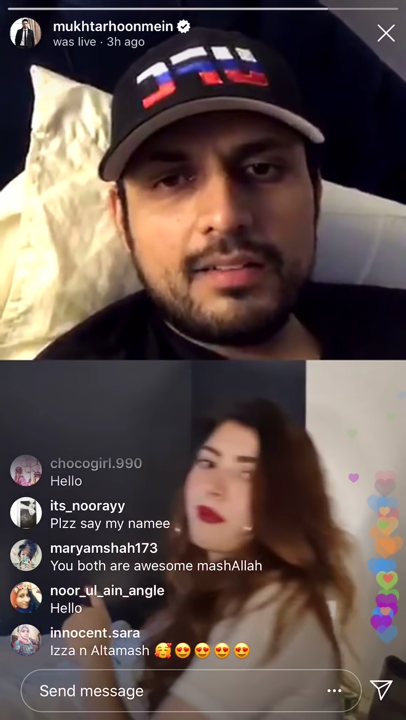 mukhtarhoonmein
was live · 3h ago
chocogirl.990
Hello
its_noorayy
Plzz say my namee
maryamshah173
You both are awesome mashAllah
noor_ul_ain_angle
Hello
innocent.sara
Izza n Altamash 🥰😍😍😍😍
Send message